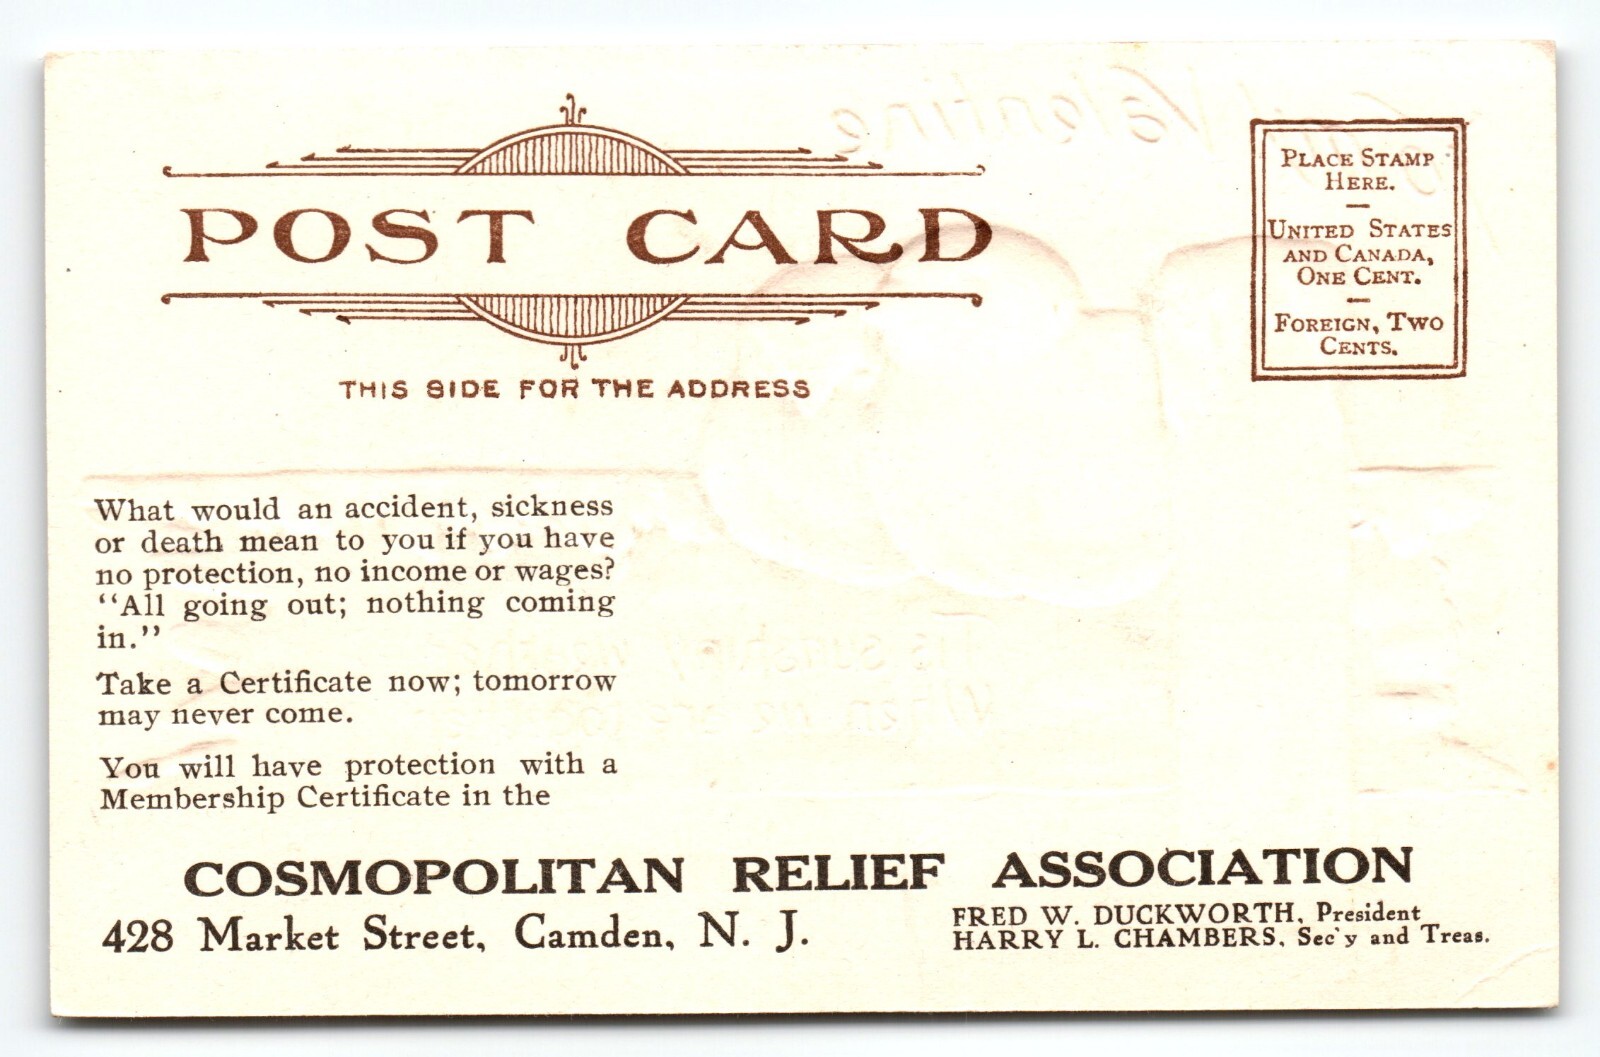 POST CARD
THIS SIDE FOR THE ADDRESS
PLACE STAMP
HERE.
UNITED STATES
AND CANADA,
ONE CENT.
FOREIGN, TWO
CENTS.
Valentine
What would an accident, sickness
or death mean to you if you have
no protection, no income or wages?
"All going out; nothing coming
in."
Take a Certificate now; tomorrow
may never come.
You will have protection with a
Membership Certificate in the
COSMOPOLITAN RELIEF ASSOCIATION
428 Market Street, Camden, N. J.
FRED W. DUCKWORTH, President
HARRY L. CHAMBERS, Sec'y and Treas.